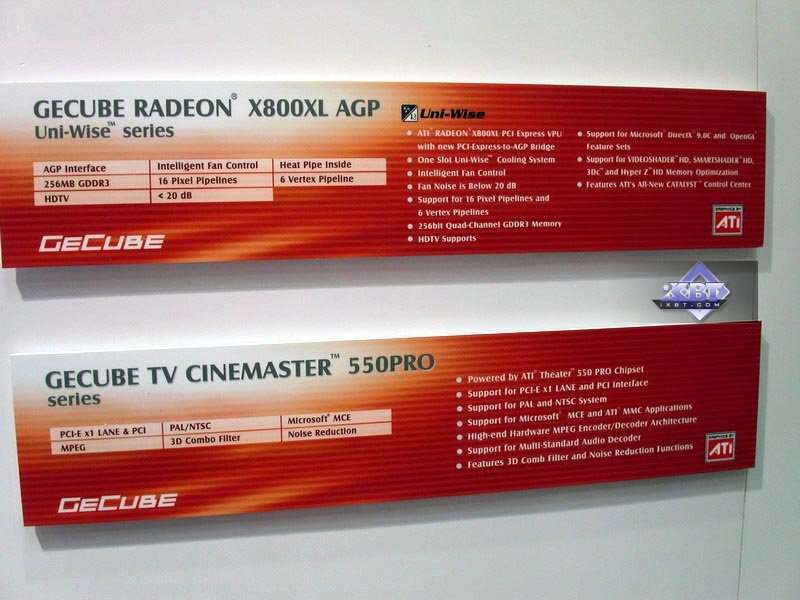 GECUBE RADEON® X800XL AGP
Uni-Wise™ series
AGP Interface
Intelligent Fan Control
Heat Pipe Inside
256MB GDDR3
16 Pixel Pipelines
6 Vertex Pipeline
HDTV
< 20 dB
GECUBE
Uni-Wise
ATI® RADEON® X800XL PCI Express VPU
with new PCI-Express-to-AGP Bridge
One Slot Uni-Wise™ Cooling System
Intelligent Fan Control
Fan Noise is Below 20 dB
Support for 16 Pixel Pipelines and
6 Vertex Pipelines
256bit Quad-Channel GDDR3 Memory
HDTV Supports
Support for Microsoft® DirectX® 9.0C and OpenGL®
Feature Sets
Support for VIDEOSHADER™HD, SMARTSHADER™HD,
3Dc™ and Hyper Z™HD Memory Optimization
Features ATI's All-New CATALYST™ Control Center
GRAPHICS BY
ATI
iXBT
iXBT.COM
GECUBE TV CINEMASTER™ 550PRO
series
PCI-E x1 LANE & PCI
PAL/NTSC
Microsoft® MCE
MPEG
3D Combo Filter
Noise Reduction
GECUBE
Powered by ATI® Theater™ 550 PRO Chipset
Support for PCI-E x1 LANE and PCI Interface
Support for PAL and NTSC System
Support for Microsoft® MCE and ATI® MMC Applications
High-end Hardware MPEG Encoder/Decoder Architecture
Support for Multi-Standard Audio Decoder
Features 3D Comb Filter and Noise Reduction Functions
GRAPHICS BY
ATI